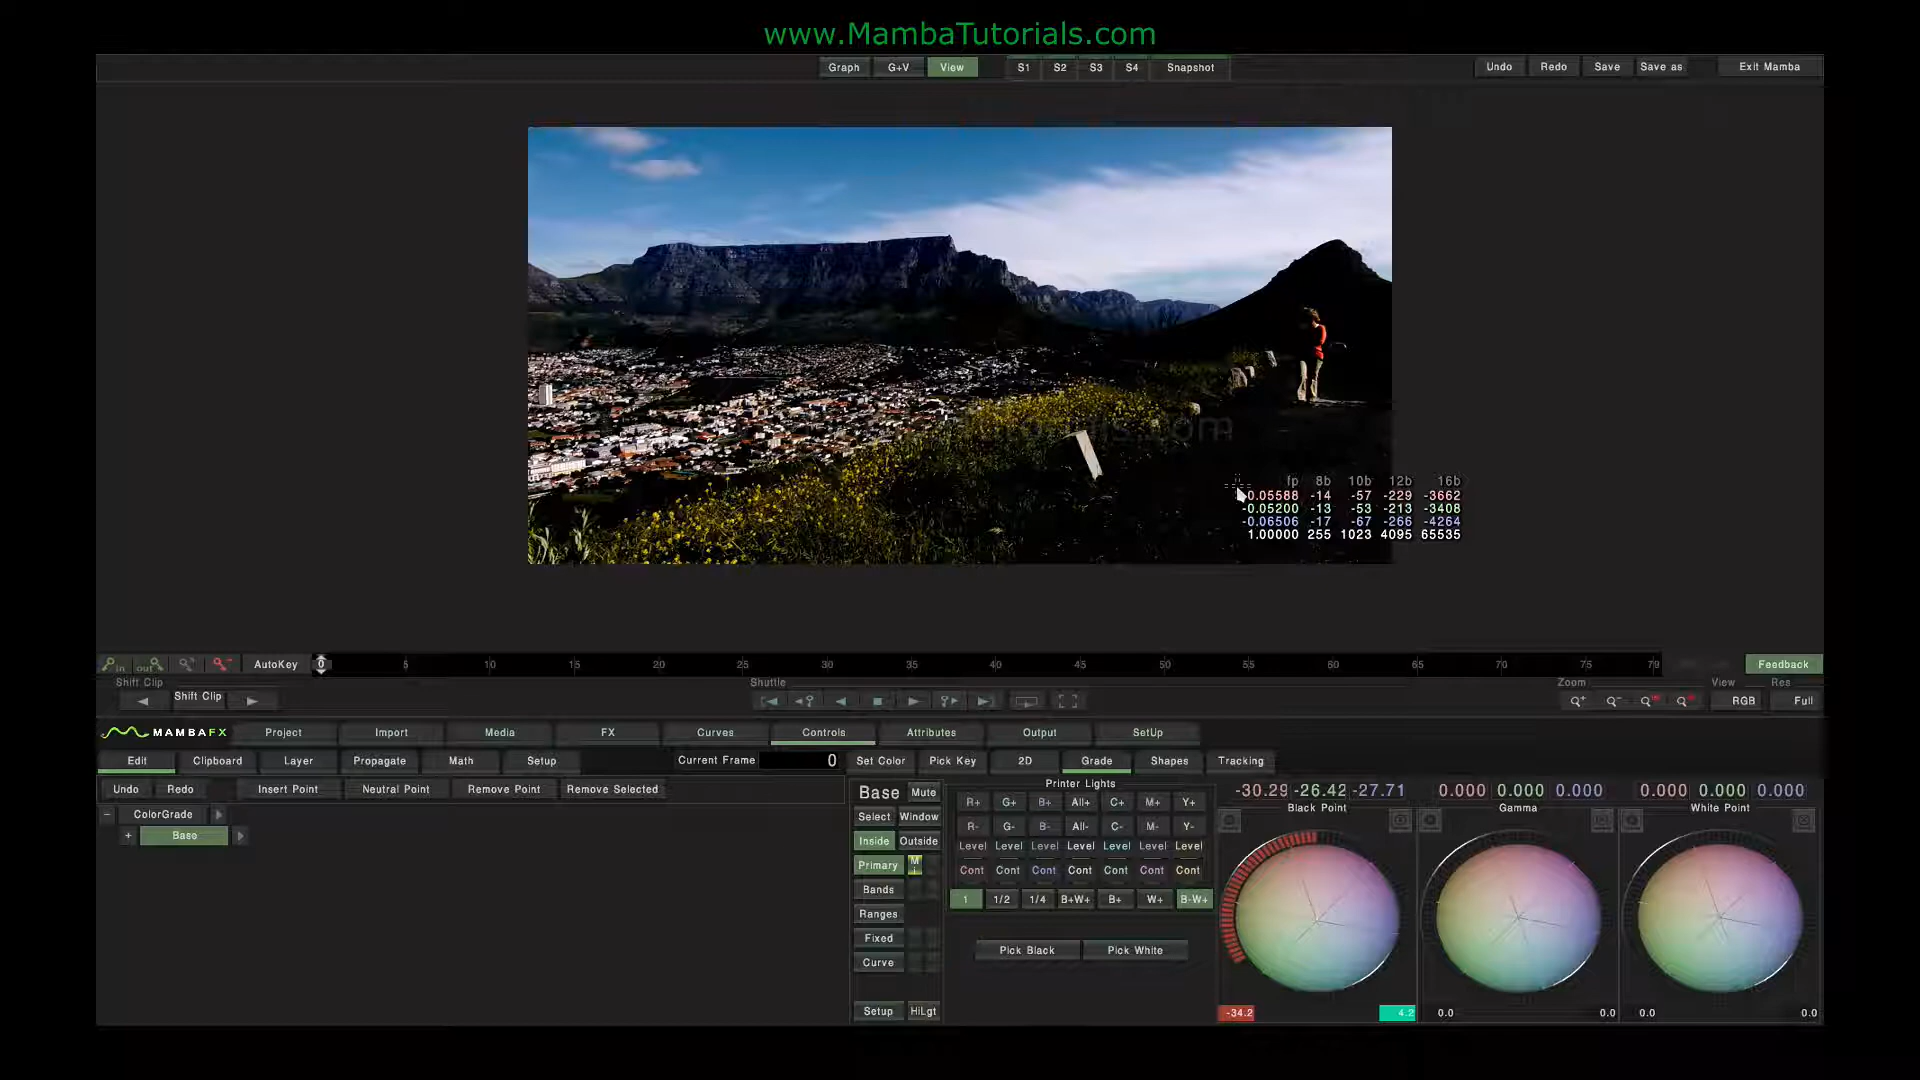 www.MambaTutorials.com
Graph G+V View S1 S2 S3 S4 Snapshot Undo Redo Save Save as Exit Mamba
fp 8b 10b 12b 16b
-0.05588 -14 -57 -229 -3662
-0.05200 -13 -53 -213 -3408
-0.06506 -17 -67 -266 -4264
1.00000 255 1023 4095 65535
in out AutoKey 0 5 10 15 20 25 30 35 40 45 50 55 60 65 70 75 79 Feedback
Shift Clip Shuttle Zoom View Res
Shift Clip RGB Full
MAMBAFX Project Import Media FX Curves Controls Attributes Output SetUp
Edit Clipboard Layer Propagate Math Setup Current Frame 0 Set Color Pick Key 2D Grade Shapes Tracking
Undo Redo Insert Point Neutral Point Remove Point Remove Selected
ColorGrade
Base
Base Mute
Select Window
Inside Outside
Primary M
Bands
Ranges
Fixed
Curve
Setup HiLgt
Printer Lights
R+ G+ B+ All+ C+ M+ Y+
R- G- B- All- C- M- Y-
Level Level Level Level Level Level Level
Cont Cont Cont Cont Cont Cont Cont
1 1/2 1/4 B+W+ B+ W+ B-W+
Pick Black Pick White
-30.29 -26.42 -27.71 0.000 0.000 0.000 0.000 0.000 0.000
Black Point Gamma White Point
-34.2 4.2 0.0 0.0 0.0 0.0